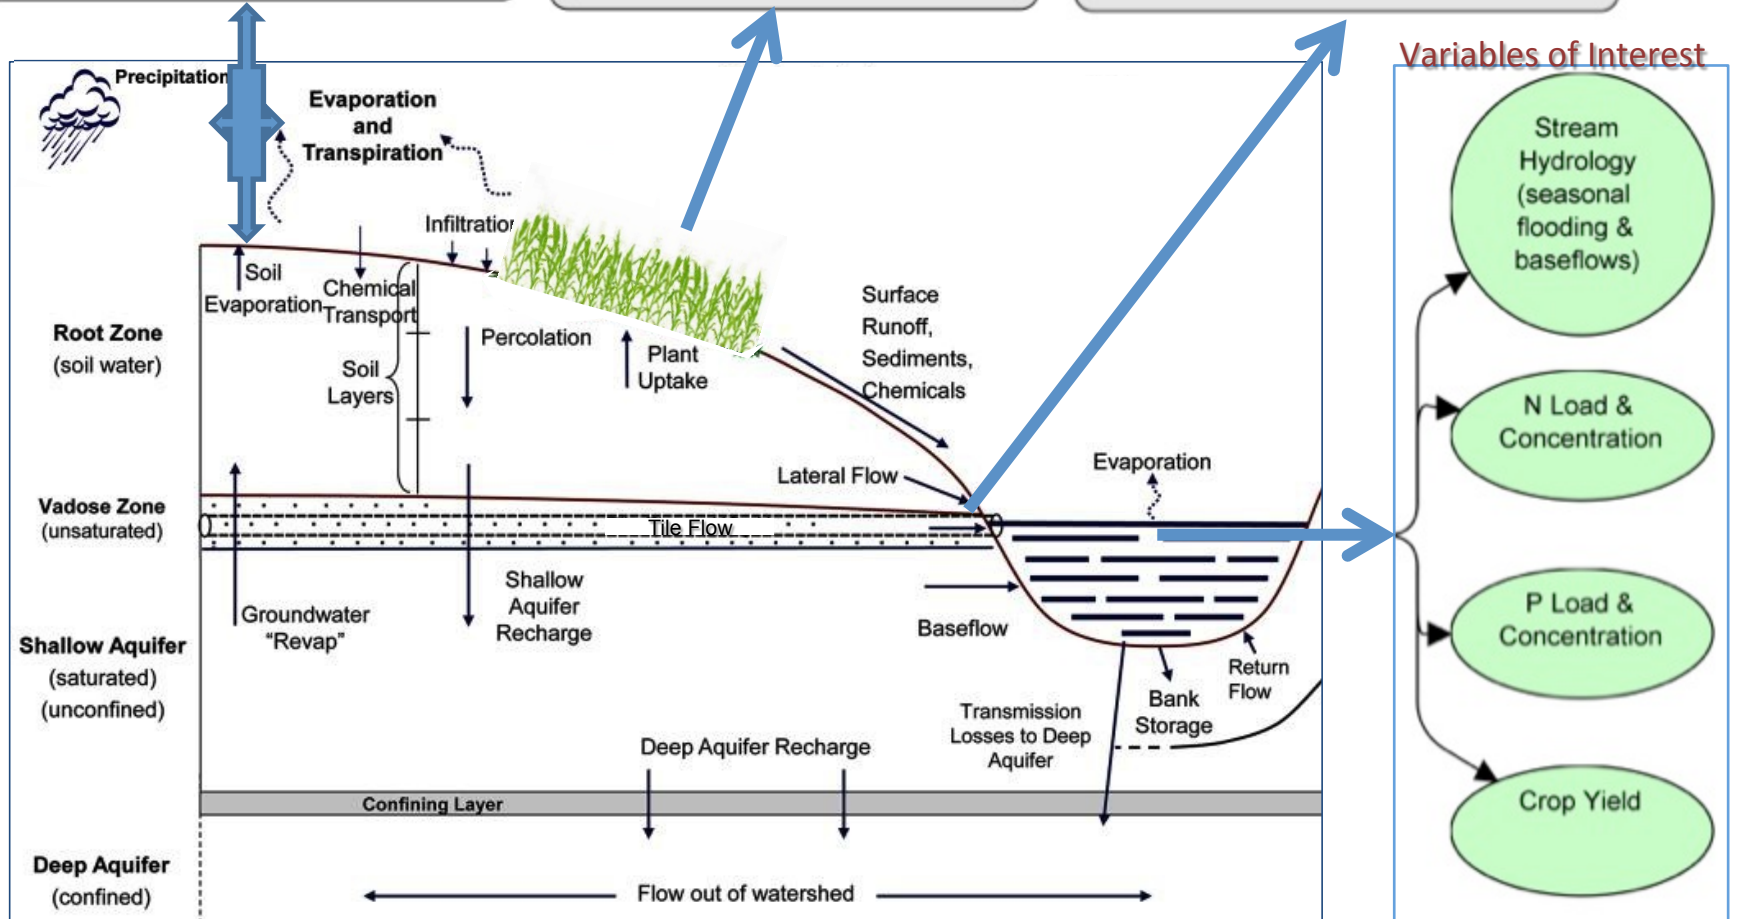 Variables of Interest
Precipitation
Evaporation
and
Transpiration
Infiltration
Soil
Evaporation
Chemical
Transport
Root Zone
(soil water)
Soil
Layers
Percolation
Plant
Uptake
Surface
Runoff,
Sediments,
Chemicals
Lateral Flow
Evaporation
Vadose Zone
(unsaturated)
Tile Flow
Shallow
Aquifer
Recharge
Groundwater
“Revap”
Baseflow
Shallow Aquifer
(saturated)
(unconfined)
Return
Flow
Bank
Storage
Transmission
Losses to Deep
Aquifer
Deep Aquifer Recharge
Confining Layer
Deep Aquifer
(confined)
Flow out of watershed
Stream
Hydrology
(seasonal
flooding &
baseflows)
N Load &
Concentration
P Load &
Concentration
Crop Yield